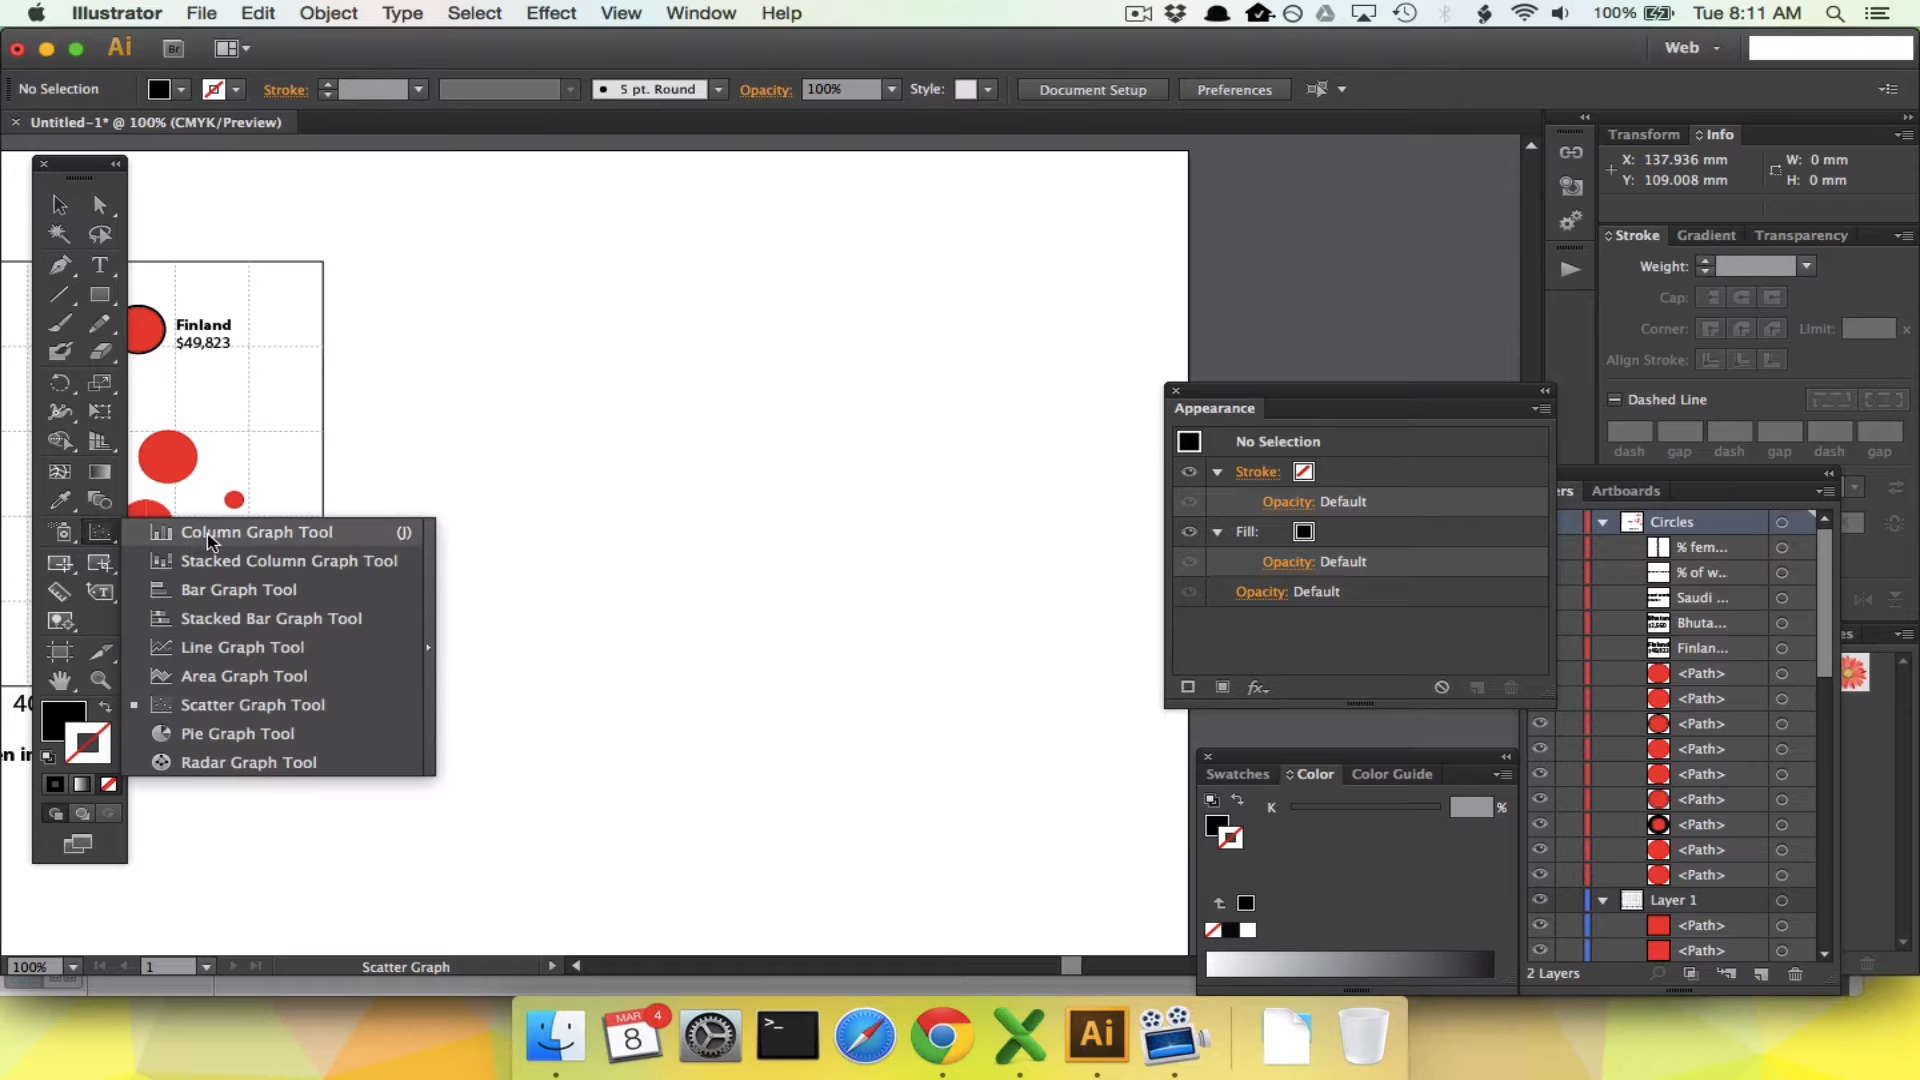 Illustrator File Edit Object Type Select Effect View Window Help 100% Tue 8:11 AM
Ai Br Web
No Selection Stroke: 5 pt. Round Opacity: 100% Style: Document Setup Preferences
× Untitled-1* @ 100% (CMYK/Preview)
Transform Info
X: 137.936 mm W: 0 mm
Y: 109.008 mm H: 0 mm
Stroke Gradient Transparency
Weight:
Cap:
Corner: Limit: x
Align Stroke:
Dashed Line
dash gap dash gap dash gap
T
Finland
$49,823
Column Graph Tool (J)
Stacked Column Graph Tool
Bar Graph Tool
Stacked Bar Graph Tool
Line Graph Tool
Area Graph Tool
Scatter Graph Tool
Pie Graph Tool
Radar Graph Tool
40
en in
Appearance
No Selection
Stroke:
Opacity: Default
Fill:
Opacity: Default
Opacity: Default
fx
ers Artboards
Circles
% fem...
% of w...
Saudi ...
Bhuta...
Finlan...
<Path>
<Path>
<Path>
<Path>
<Path>
<Path>
<Path>
<Path>
<Path>
Layer 1
<Path>
<Path>
2 Layers
es
Swatches Color Color Guide
K %
100% 1 Scatter Graph
MAR 8 4
>_
Ai